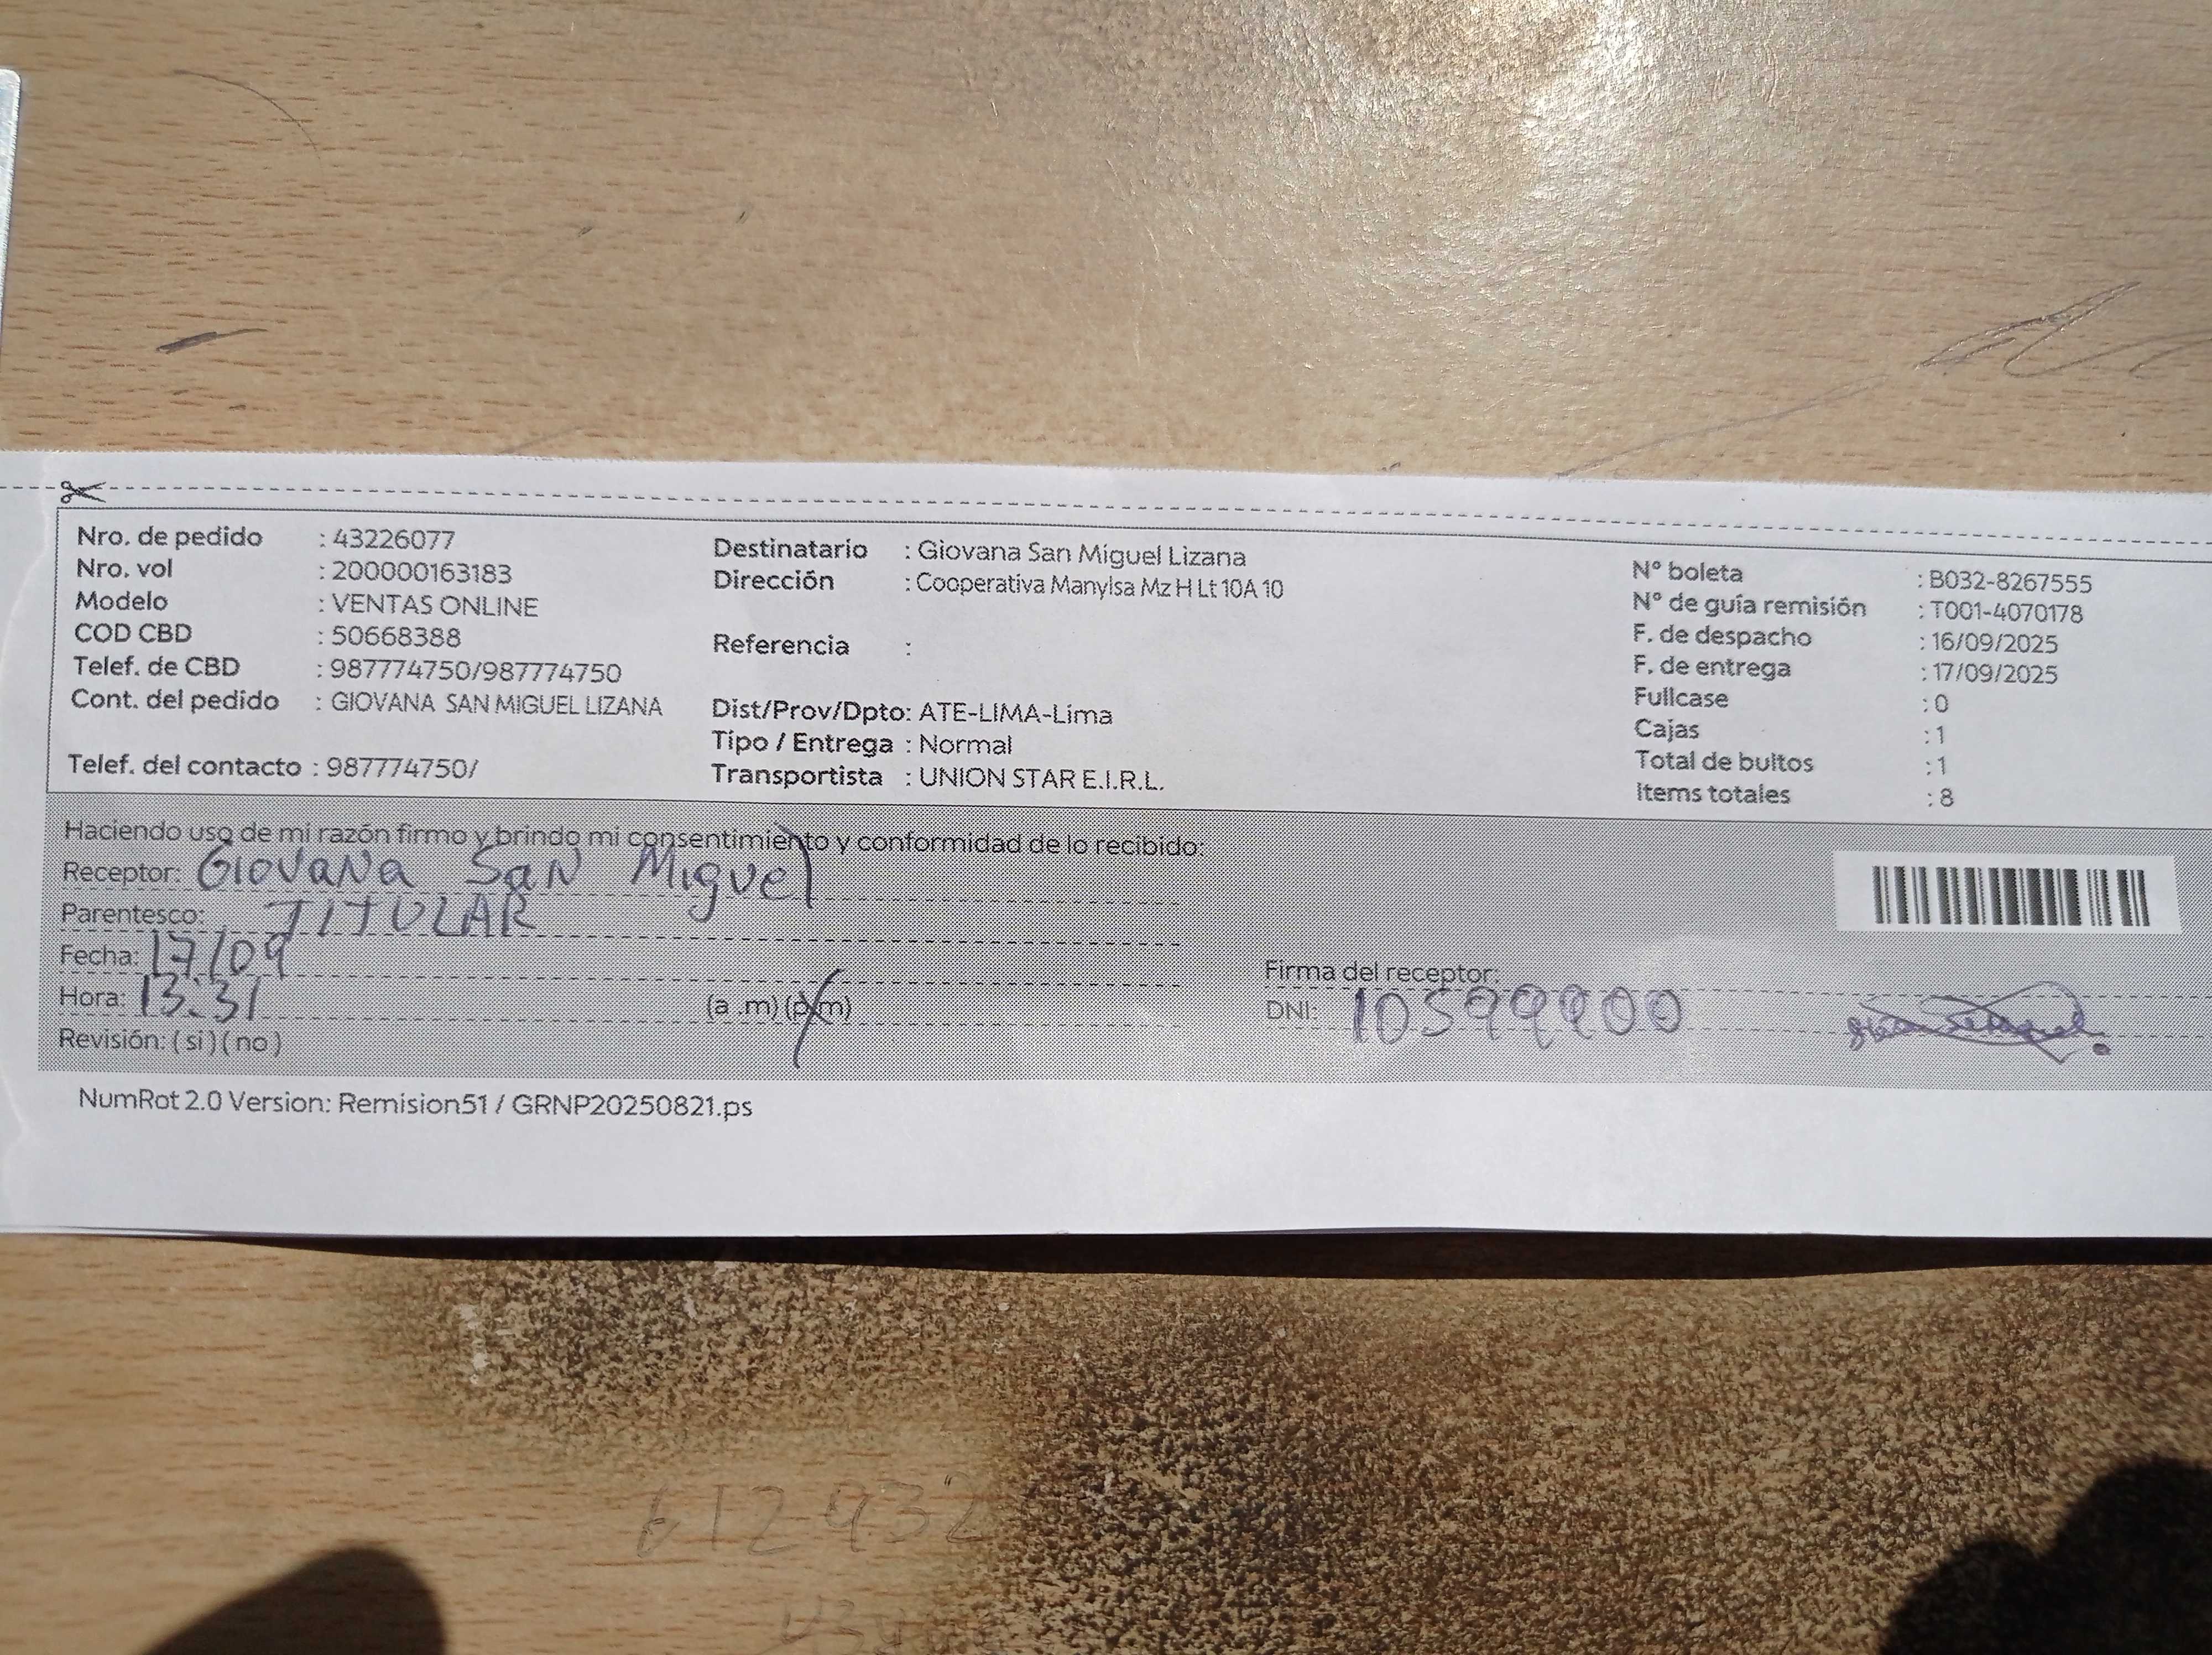 Nro. de pedido : 43226077
Nro. vol : 200000163183
Modelo : VENTAS ONLINE
COD CBD : 50668388
Telef. de CBD : 987774750/987774750
Cont. del pedido : GIOVANA SAN MIGUEL LIZANA
Telef. del contacto : 987774750/
Destinatario : Giovana San Miguel Lizana
Dirección : Cooperativa Manylsa Mz H Lt 10A 10
Referencia :
Dist/Prov/Dpto: ATE-LIMA-Lima
Tipo / Entrega : Normal
Transportista : UNION STAR E.I.R.L.
N° boleta : B032-8267555
N° de guía remisión : T001-4070178
F. de despacho : 16/09/2025
F. de entrega : 17/09/2025
Fullcase : 0
Cajas : 1
Total de bultos : 1
Items totales : 8
Haciendo uso de mi razón firmo y brindo mi consentimiento y conformidad de lo recibido:
Receptor: Giovana San Miguel
Parentesco: TITULAR
Fecha: 17/09
Hora: 13:31 (a .m) (p.m)
Revisión: ( si ) ( no )
Firma del receptor:
DNI: 10599900
NumRot 2.0 Version: Remision51 / GRNP20250821.ps
612932